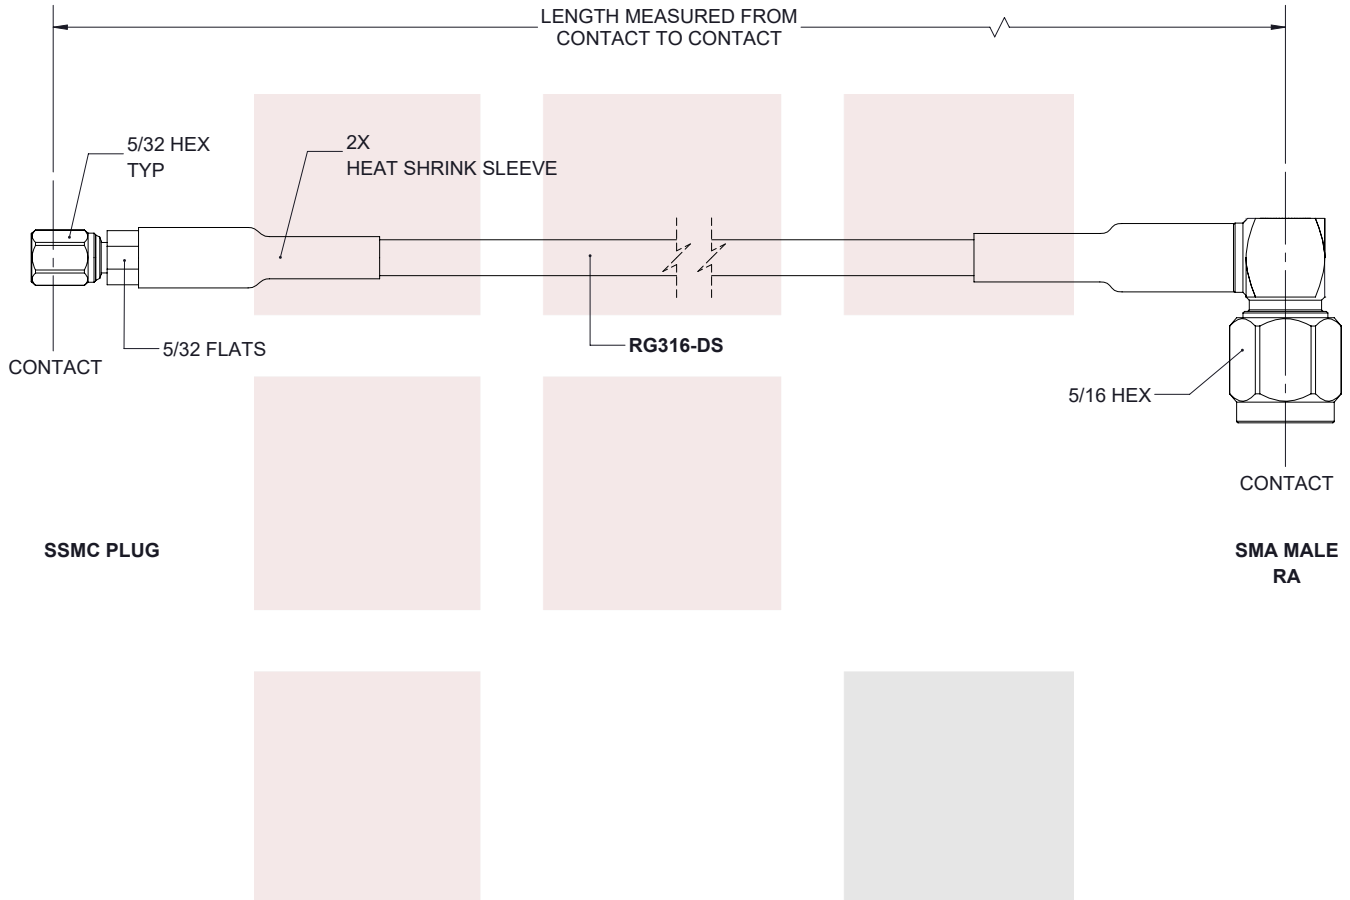 LENGTH MEASURED FROM
CONTACT TO CONTACT
5/32 HEX
TYP
2X
HEAT SHRINK SLEEVE
5/32 FLATS
RG316-DS
CONTACT
5/16 HEX
CONTACT
SSMC PLUG
SMA MALE
RA